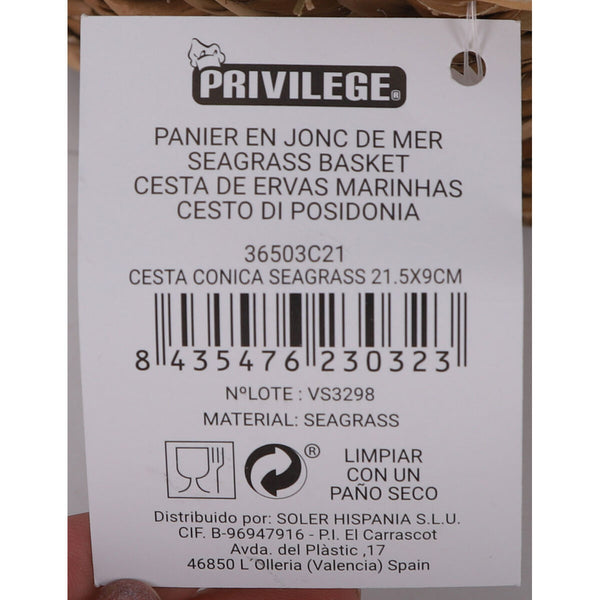 PRIVILEGE®
PANIER EN JONC DE MER
SEAGRASS BASKET
CESTA DE ERVAS MARINHAS
CESTO DI POSIDONIA
36503C21
CESTA CONICA SEAGRASS 21.5X9CM
8 435476 230323
NºLOTE : VS3298
MATERIAL: SEAGRASS
®
LIMPIAR
CON UN
PAÑO SECO
Distribuido por: SOLER HISPANIA S.L.U.
CIF. B-96947916 - P.I. El Carrascot
Avda. del Plàstic ,17
46850 L´Olleria (Valencia) Spain